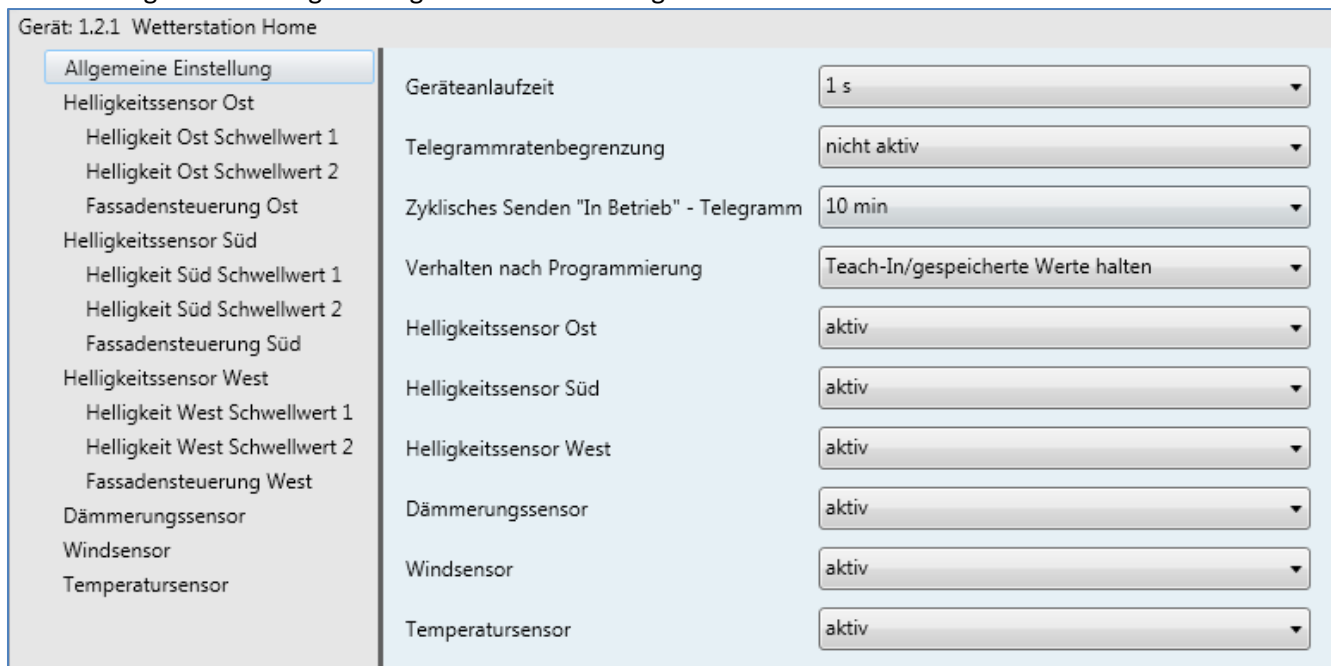 Gerät: 1.2.1 Wetterstation Home
Allgemeine Einstellung
Helligkeitssensor Ost
Helligkeit Ost Schwellwert 1
Helligkeit Ost Schwellwert 2
Fassadensteuerung Ost
Helligkeitssensor Süd
Helligkeit Süd Schwellwert 1
Helligkeit Süd Schwellwert 2
Fassadensteuerung Süd
Helligkeitssensor West
Helligkeit West Schwellwert 1
Helligkeit West Schwellwert 2
Fassadensteuerung West
Dämmerungssensor
Windsensor
Temperatursensor
Geräteanlaufzeit 1 s
Telegrammratenbegrenzung nicht aktiv
Zyklisches Senden "In Betrieb" - Telegramm 10 min
Verhalten nach Programmierung Teach-In/gespeicherte Werte halten
Helligkeitssensor Ost aktiv
Helligkeitssensor Süd aktiv
Helligkeitssensor West aktiv
Dämmerungssensor aktiv
Windsensor aktiv
Temperatursensor aktiv